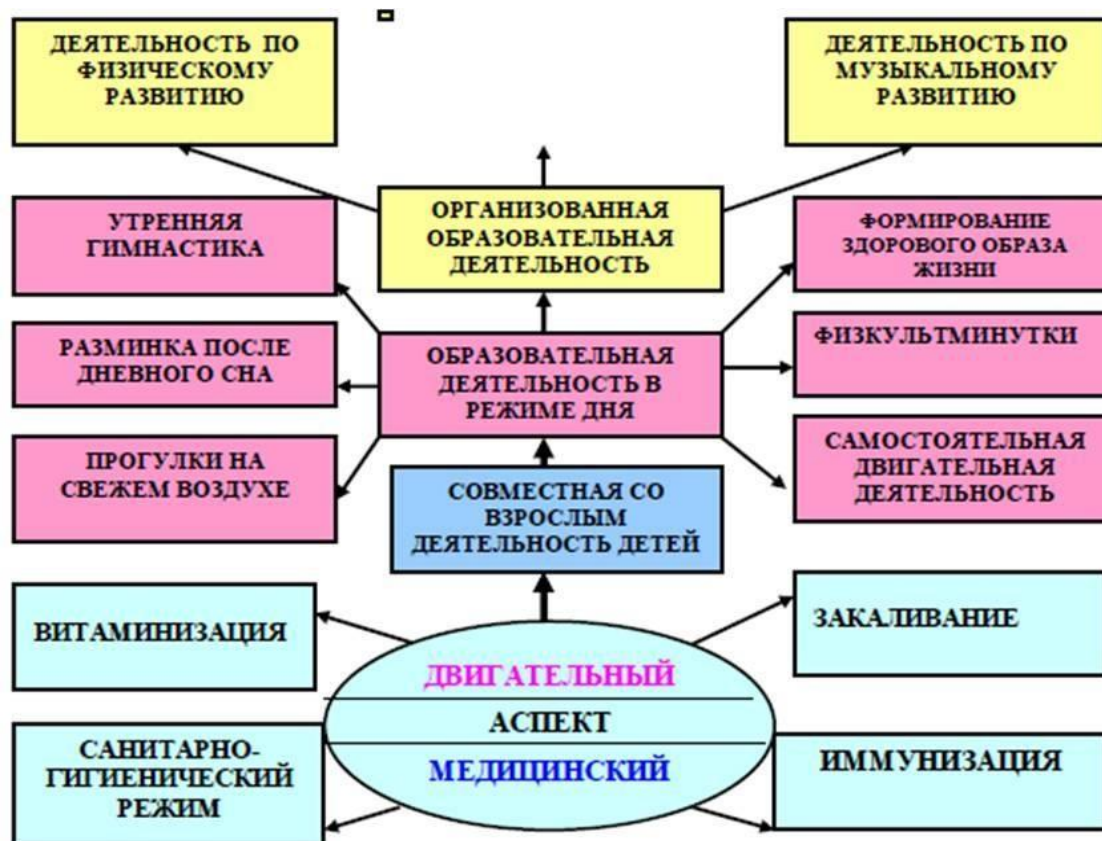 ДЕЯТЕЛЬНОСТЬ ПО
ФИЗИЧЕСКОМУ
РАЗВИТИЮ
ДЕЯТЕЛЬНОСТЬ ПО
МУЗЫКАЛЬНОМУ
РАЗВИТИЮ
ОРГАНИЗОВАННАЯ
ОБРАЗОВАТЕЛЬНАЯ
ДЕЯТЕЛЬНОСТЬ
УТРЕННЯЯ
ГИМНАСТИКА
ФОРМИРОВАНИЕ
ЗДОРОВОГО ОБРАЗА
ЖИЗНИ
РАЗМИНКА ПОСЛЕ
ДНЕВНОГО СНА
ОБРАЗОВАТЕЛЬНАЯ
ДЕЯТЕЛЬНОСТЬ В
РЕЖИМЕ ДНЯ
ФИЗКУЛЬТМИНУТКИ
ПРОГУЛКИ НА
СВЕЖЕМ ВОЗДУХЕ
СОВМЕСТНАЯ СО
ВЗРОСЛЫМ
ДЕЯТЕЛЬНОСТЬ ДЕТЕЙ
САМОСТОЯТЕЛЬНАЯ
ДВИГАТЕЛЬНАЯ
ДЕЯТЕЛЬНОСТЬ
ВИТАМИНИЗАЦИЯ
ЗАКАЛИВАНИЕ
ДВИГАТЕЛЬНЫЙ
АСПЕКТ
МЕДИЦИНСКИЙ
САНИТАРНО-
ГИГИЕНИЧЕСКИЙ
РЕЖИМ
ИММУНИЗАЦИЯ